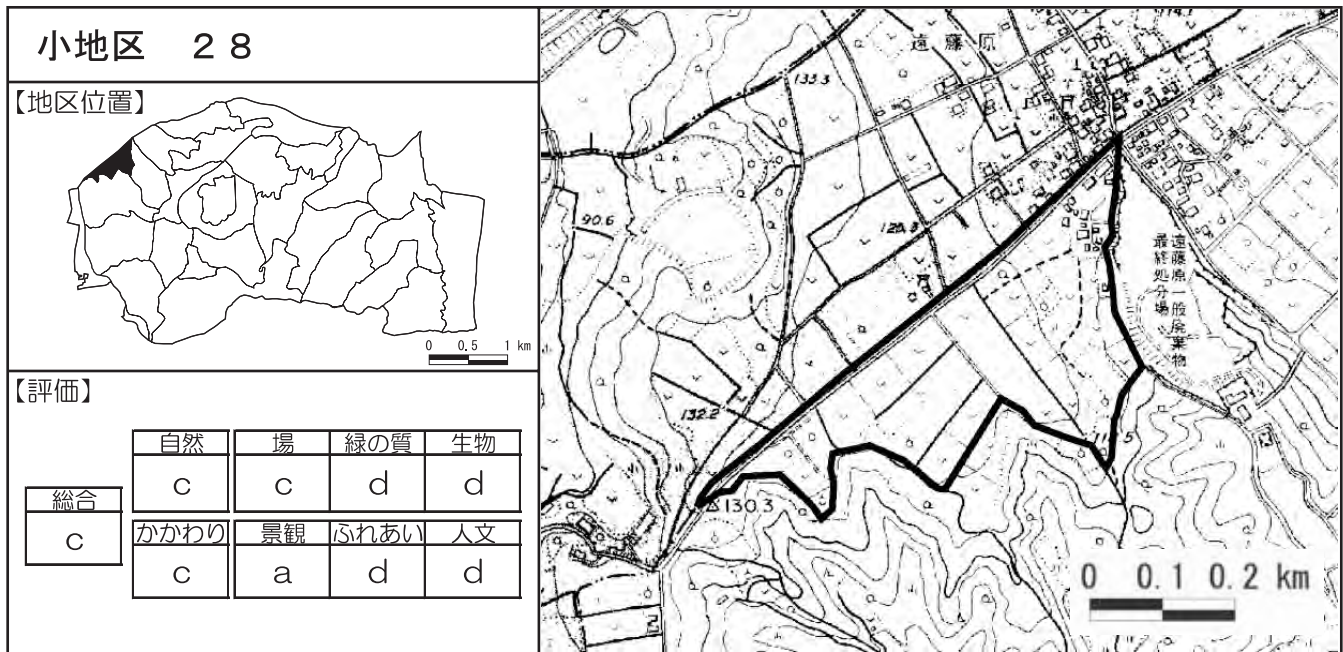 小地区 28
【地区位置】
0 0.5 1 km
【評価】
総合
c
自然 場 緑の質 生物
c c d d
かかわり 景観 ふれあい 人文
c a d d
遠藤原
133.3
90.6
132.2
130.3
遠藤原一般廃棄物
最終処分場
0 0.1 0.2 km